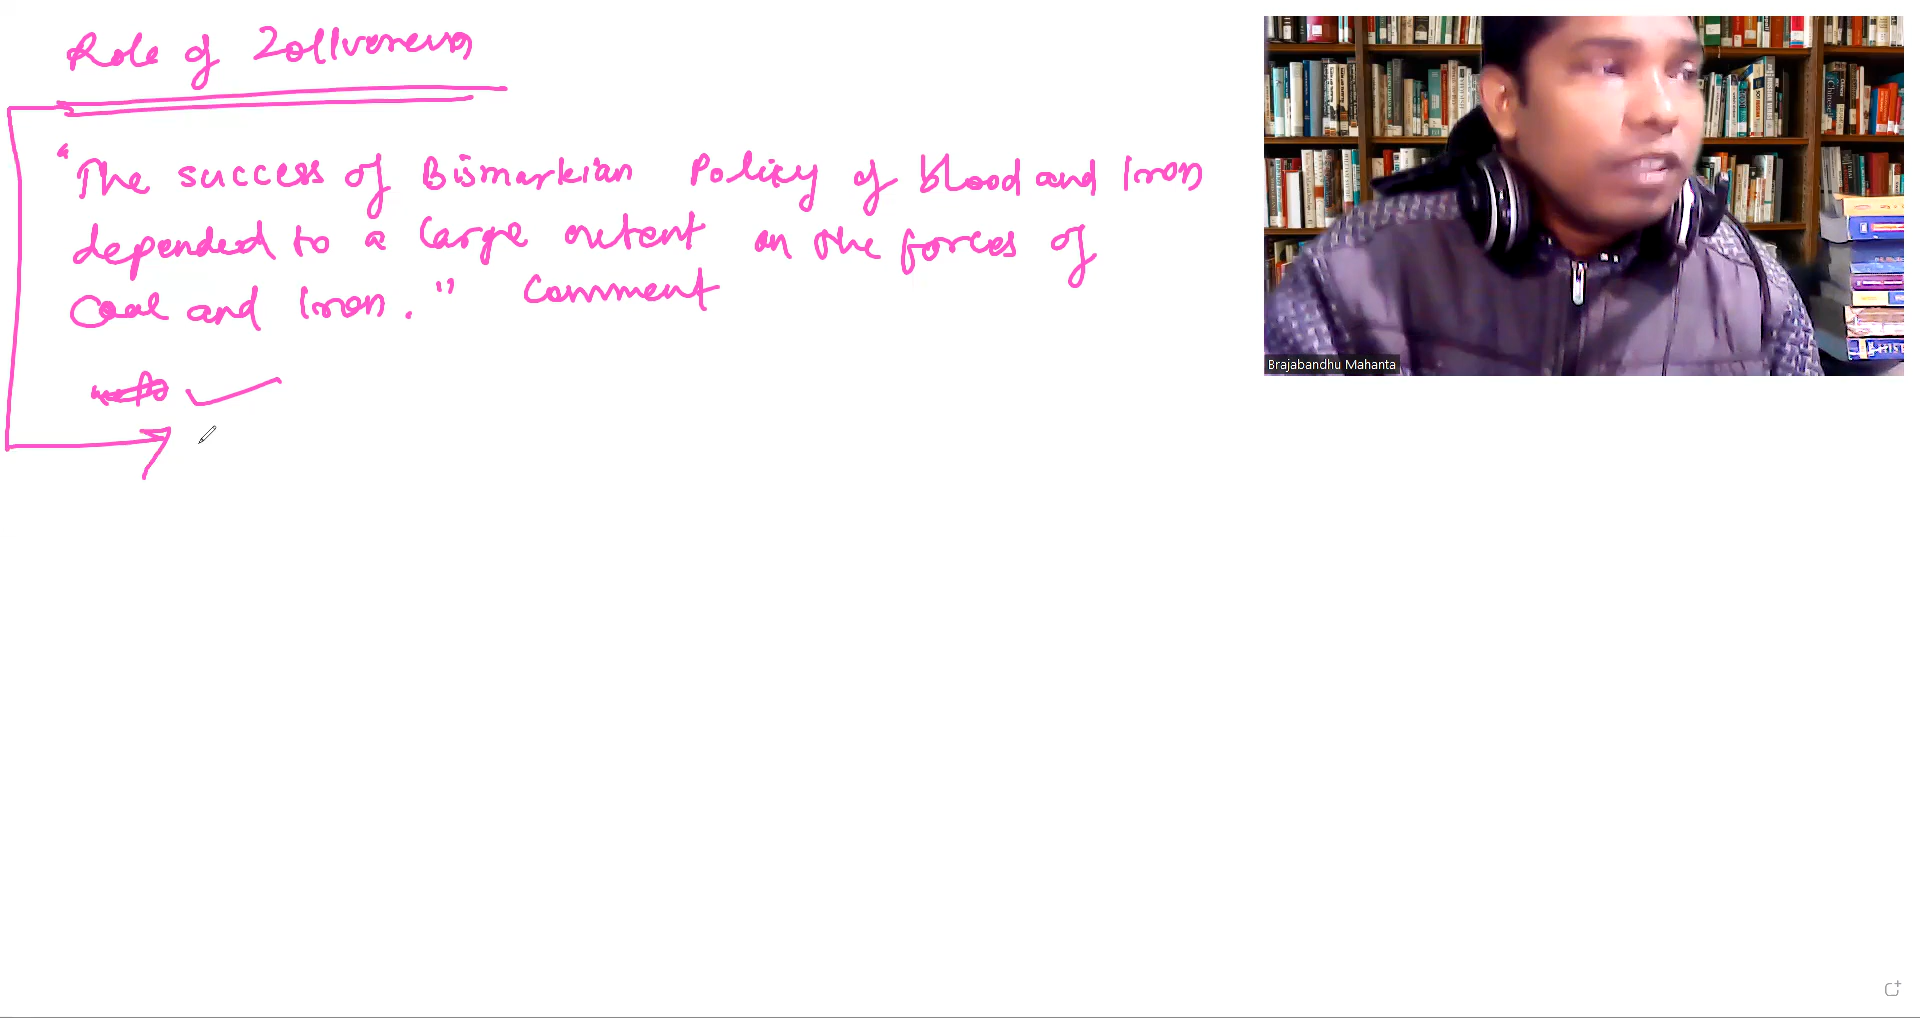 Role of Zollverein
"The success of Bismarkian Policy of blood and Iron
depended to a large extent on the forces of
Coal and Iron." Comment
Brajabandhu Mahanta